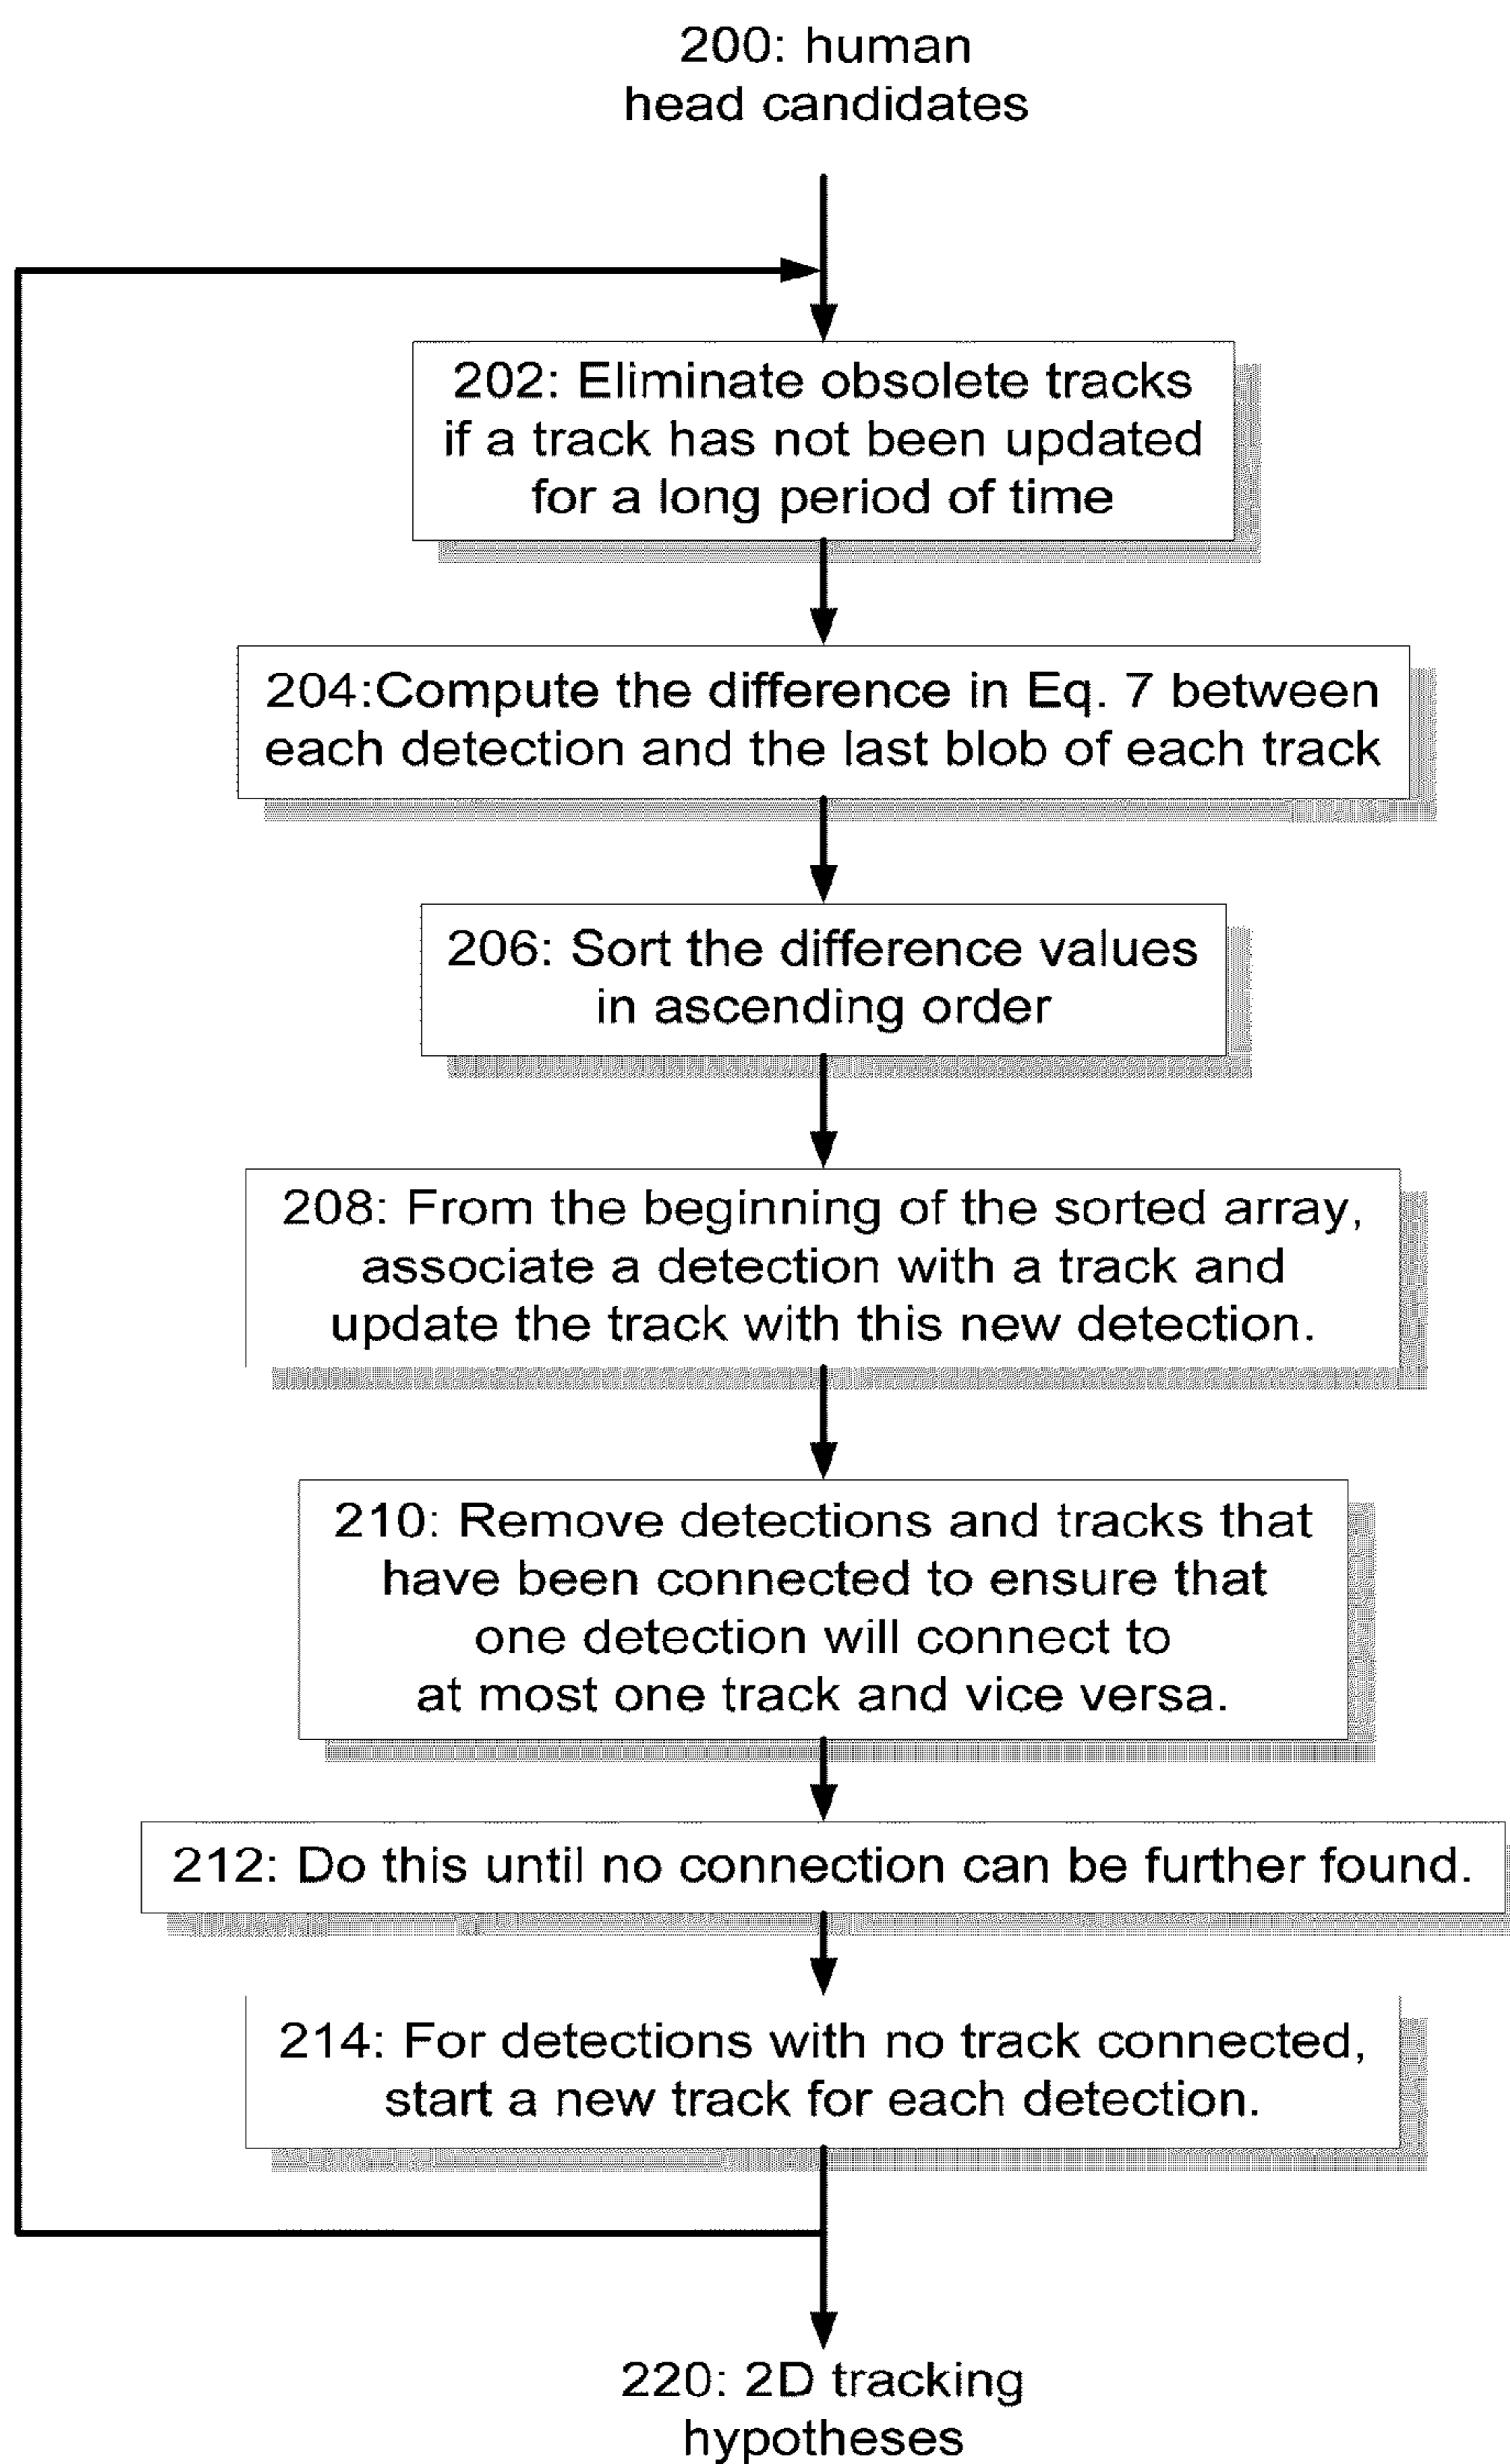 200: human
head candidates
202: Eliminate obsolete tracks
if a track has not been updated
for a long period of time
204:Compute the difference in Eq. 7 between
each detection and the last blob of each track
206: Sort the difference values
in ascending order
208: From the beginning of the sorted array,
associate a detection with a track and
update the track with this new detection.
210: Remove detections and tracks that
have been connected to ensure that
one detection will connect to
at most one track and vice versa.
212: Do this until no connection can be further found.
214: For detections with no track connected,
start a new track for each detection.
220: 2D tracking
hypotheses